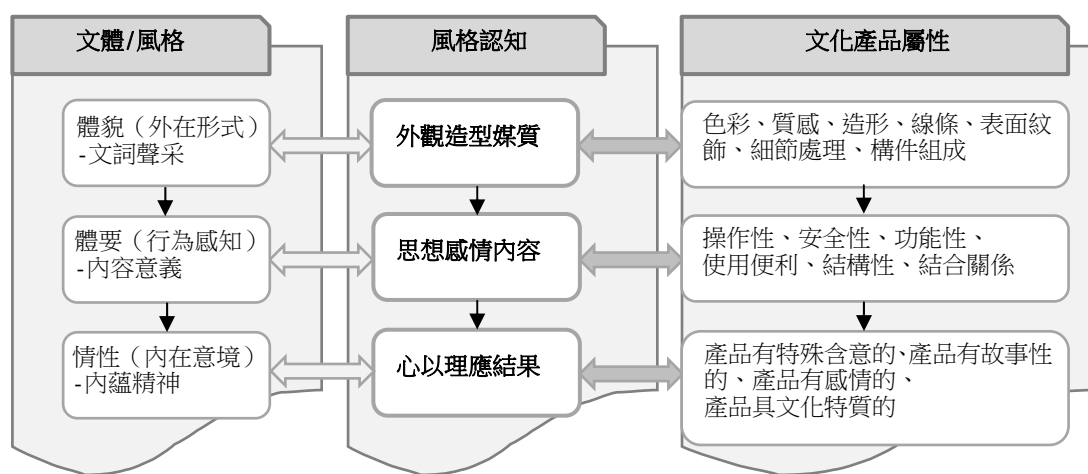 文體/風格
風格認知
文化產品屬性
體貌（外在形式）
-文詞聲采
外觀造型媒質
色彩、質感、造形、線條、表面紋
飾、細節處理、構件組成
體要（行為感知）
-內容意義
思想感情內容
操作性、安全性、功能性、
使用便利、結構性、結合關係
情性（內在意境）
-內蘊精神
心以理應結果
產品有特殊含意的、產品有故事性
的、產品有感情的、
產品具文化特質的